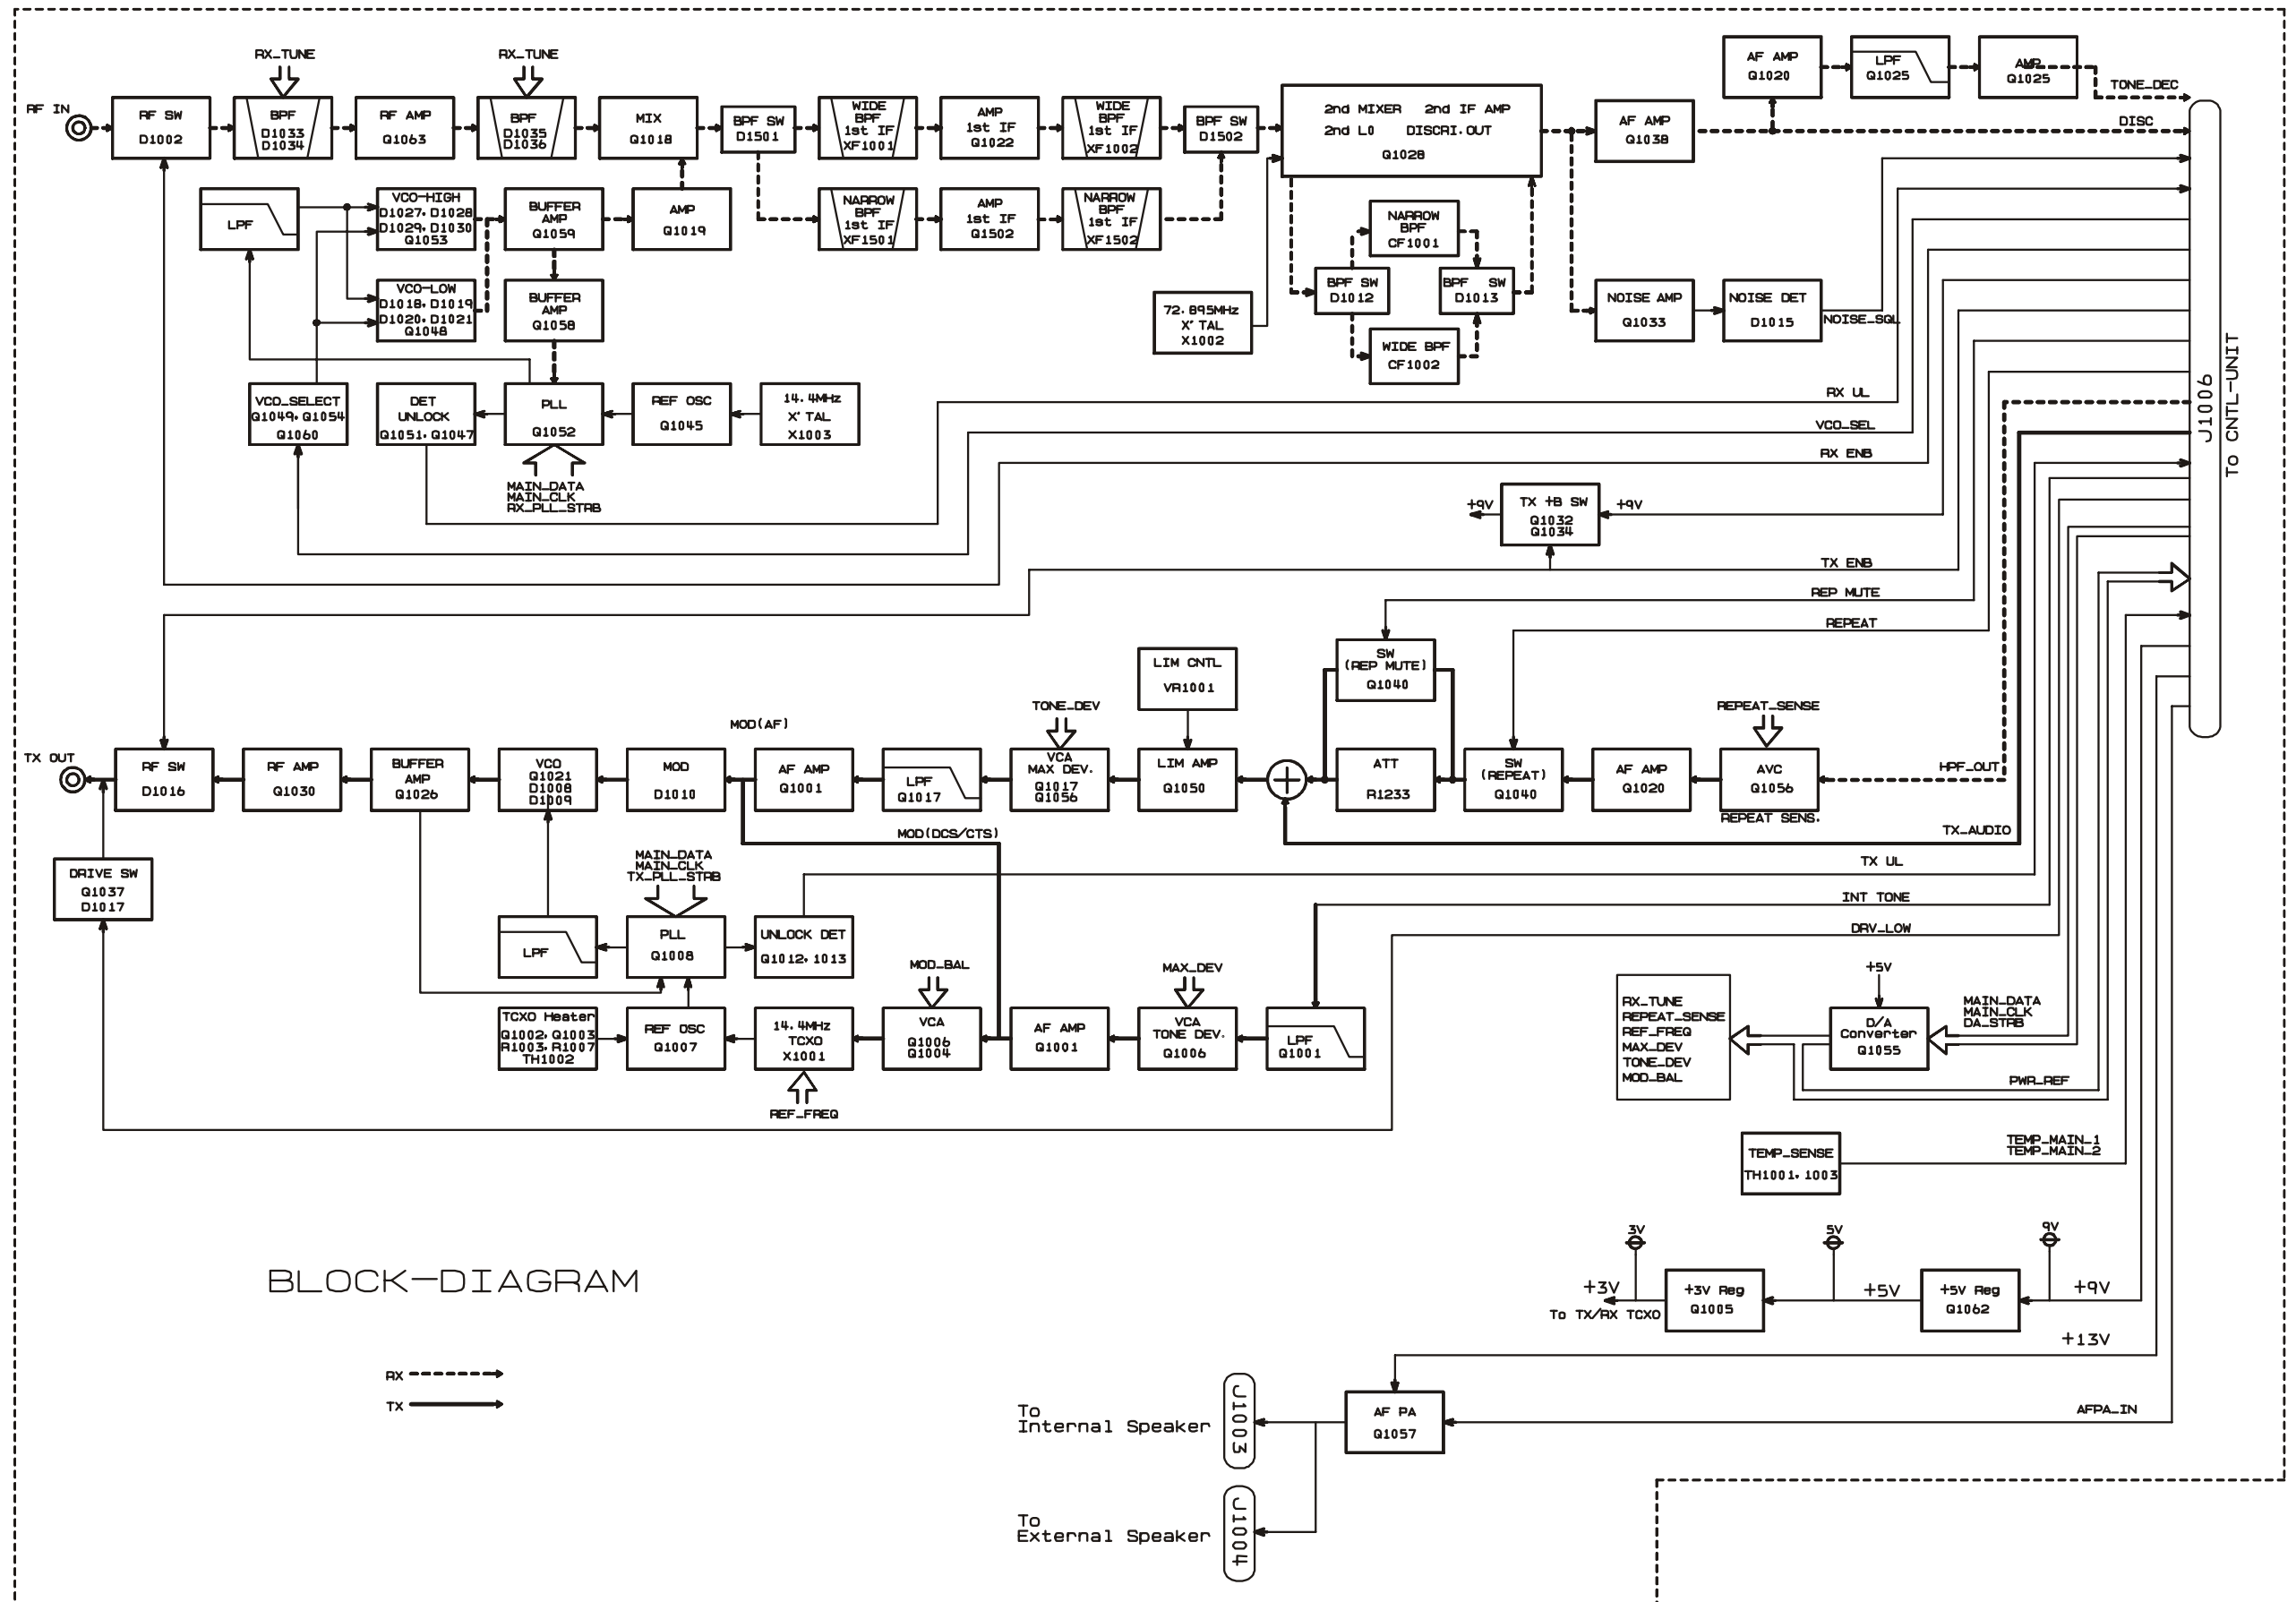 RX_TUNE
RX_TUNE
RF IN
RF SW
D1002
BPF
D1033
D1034
RF AMP
Q1063
BPF
D1035
D1036
MIX
Q1018
BPF SW
D1501
WIDE
BPF
1st IF
XF1001
AMP
1st IF
Q1022
WIDE
BPF
1st IF
XF1002
BPF SW
D1502
2nd MIXER 2nd IF AMP
2nd LO DISCRI.OUT
Q1028
AF AMP
Q1038
AF AMP
Q1020
LPF
Q1025
AMP
Q1025
TONE_DEC
DISC
LPF
VCO-HIGH
D1027, D1028
D1029, D1030
Q1053
BUFFER
AMP
Q1059
AMP
Q1019
NARROW
BPF
1st IF
XF1501
AMP
1st IF
Q1502
NARROW
BPF
1st IF
XF1502
NARROW
BPF
CF1001
BPF SW
D1012
BPF SW
D1013
WIDE BPF
CF1002
72.895MHz
X'TAL
X1002
NOISE AMP
Q1033
NOISE DET
D1015
NOISE_SQL
VCO-LOW
D1018, D1019
D1020, D1021
Q1048
BUFFER
AMP
Q1058
VCO_SELECT
Q1049, Q1054
Q1060
DET
UNLOCK
Q1051, Q1047
PLL
Q1052
REF OSC
Q1045
14.4MHz
X'TAL
X1003
MAIN_DATA
MAIN_CLK
RX_PLL_STRB
RX UL
VCO_SEL
RX ENB
J1006
To CNTL-UNIT
+9V
TX +B SW
Q1032
Q1034
+9V
TX ENB
REP MUTE
REPEAT
SW
(REP MUTE)
Q1040
LIM CNTL
VR1001
TONE_DEV
MOD(AF)
REPEAT_SENSE
TX OUT
RF SW
D1016
RF AMP
Q1030
BUFFER
AMP
Q1026
VCO
Q1021
D1008
D1009
MOD
D1010
AF AMP
Q1001
LPF
Q1017
VCA
MAX DEV.
Q1017
Q1056
LIM AMP
Q1050
ATT
R1233
SW
(REPEAT)
Q1040
AF AMP
Q1020
AVC
Q1056
REPEAT SENS.
HPF_OUT
TX_AUDIO
MOD(DCS/CTS)
TX UL
INT TONE
DRV_LOW
DRIVE SW
Q1037
D1017
MAIN_DATA
MAIN_CLK
TX_PLL_STRB
LPF
PLL
Q1008
UNLOCK DET
Q1012, 1013
MOD_BAL
MAX_DEV
TCXO Heater
Q1002, Q1003
R1003, R1007
TH1002
REF OSC
Q1007
14.4MHz
TCXO
X1001
VCA
Q1006
Q1004
AF AMP
Q1001
VCA
TONE DEV.
Q1006
LPF
Q1001
REF_FREQ
RX_TUNE
REPEAT_SENSE
REF_FREQ
MAX_DEV
TONE_DEV
MOD_BAL
+5V
D/A
Converter
Q1055
MAIN_DATA
MAIN_CLK
DA_STRB
PWR_REF
TEMP_SENSE
TH1001, 1003
TEMP_MAIN_1
TEMP_MAIN_2
3V
5V
9V
+3V
To TX/RX TCXO
+3V Reg
Q1005
+5V
+5V Reg
Q1062
+9V
+13V
BLOCK-DIAGRAM
RX
TX
To
Internal Speaker
J1003
AF PA
Q1057
AFPA_IN
To
External Speaker
J1004